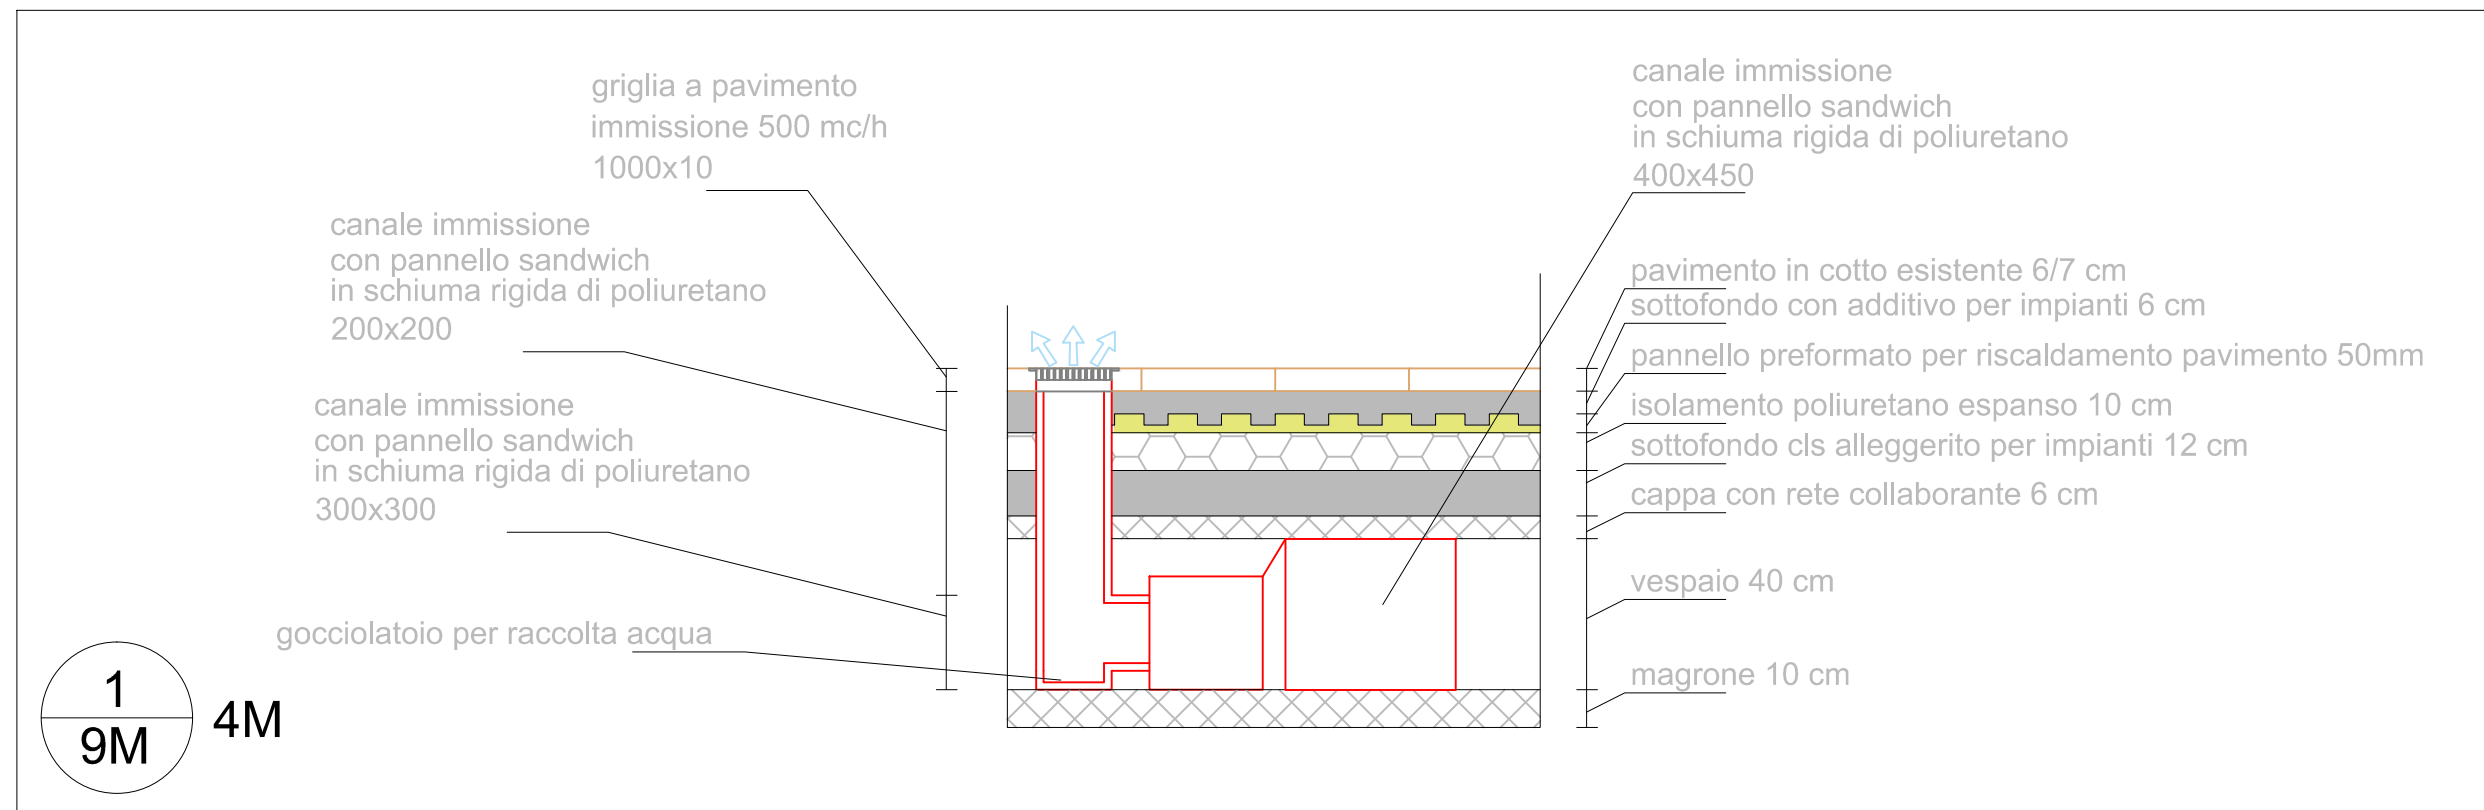 griglia a pavimento
immissione 500 mc/h
1000x10
canale immissione
con pannello sandwich
in schiuma rigida di poliuretano
200x200
canale immissione
con pannello sandwich
in schiuma rigida di poliuretano
300x300
gocciolatoio per raccolta acqua
1
9M
4M
canale immissione
con pannello sandwich
in schiuma rigida di poliuretano
400x450
pavimento in cotto esistente 6/7 cm
sottofondo con additivo per impianti 6 cm
pannello preformato per riscaldamento pavimento 50mm
isolamento poliuretano espanso 10 cm
sottofondo cls alleggerito per impianti 12 cm
cappa con rete collaborante 6 cm
vespaio 40 cm
magrone 10 cm